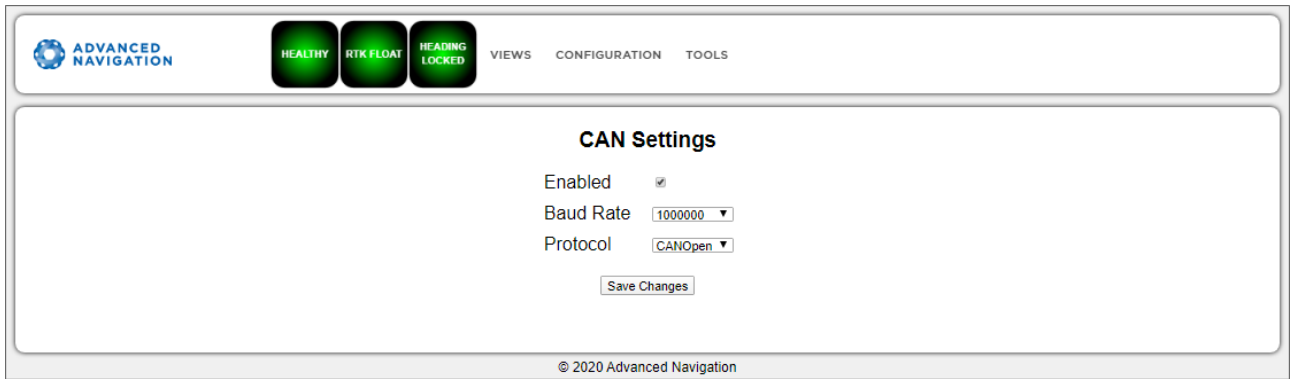 ADVANCED
NAVIGATION
HEALTHY RTK FLOAT HEADING LOCKED VIEWS CONFIGURATION TOOLS
CAN Settings
Enabled
Baud Rate 1000000
Protocol CANOpen
Save Changes
© 2020 Advanced Navigation